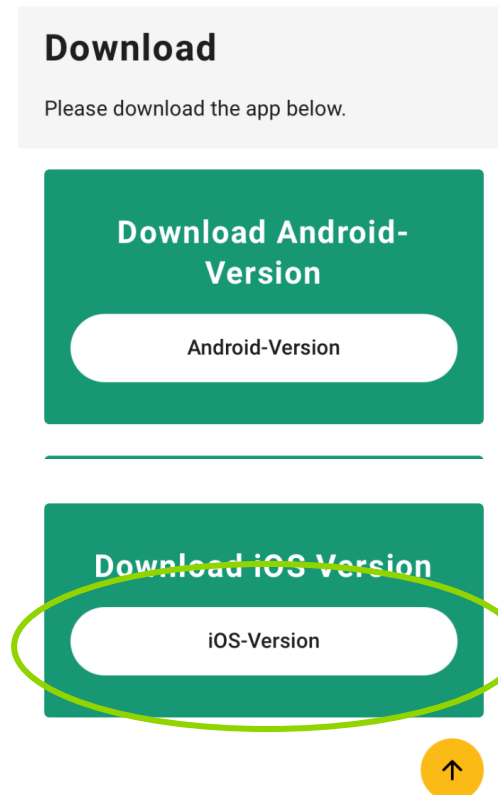 Download
Please download the app below.
Download Android-
Version
Android-Version
Download iOS Version
iOS-Version